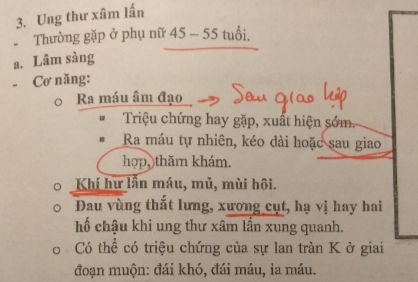 3. Ung thư xâm lấn
- Thường gặp ở phụ nữ 45 – 55 tuổi.
a. Lâm sàng
- Cơ năng:
o Ra máu âm đạo → Sau giao hợp
▪ Triệu chứng hay gặp, xuất hiện sớm.
▪ Ra máu tự nhiên, kéo dài hoặc sau giao
hợp, thăm khám.
o Khí hư lẫn máu, mủ, mùi hôi.
o Đau vùng thắt lưng, xương cụt, hạ vị hay hai
hố chậu khi ung thư xâm lấn xung quanh.
o Có thể có triệu chứng của sự lan tràn K ở giai
đoạn muộn: đái khó, đái máu, ỉa máu.